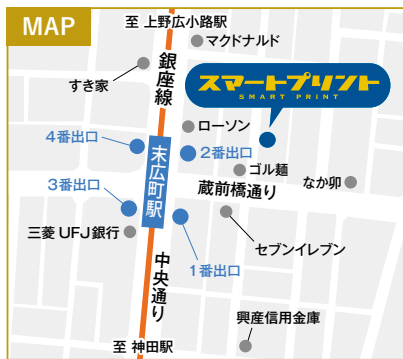 MAP
至 上野広小路駅
マクドナルド
銀座線
すき家
スマートプリント
SMART PRINT
ローソン
4番出口
2番出口
末広町駅
ゴル麺
なか卯
3番出口
蔵前橋通り
三菱UFJ銀行
1番出口
セブンイレブン
中央通り
興産信用金庫
至 神田駅